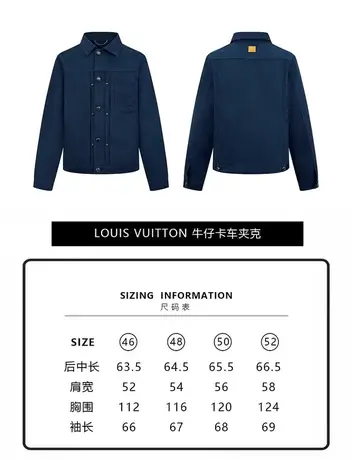 LOUIS VUITTON 牛仔卡车夹克
SIZING INFORMATION
尺码表
SIZE 46 48 50 52
后中长 63.5 64.5 65.5 66.5
肩宽 52 54 56 58
胸围 112 116 120 124
袖长 66 67 68 69